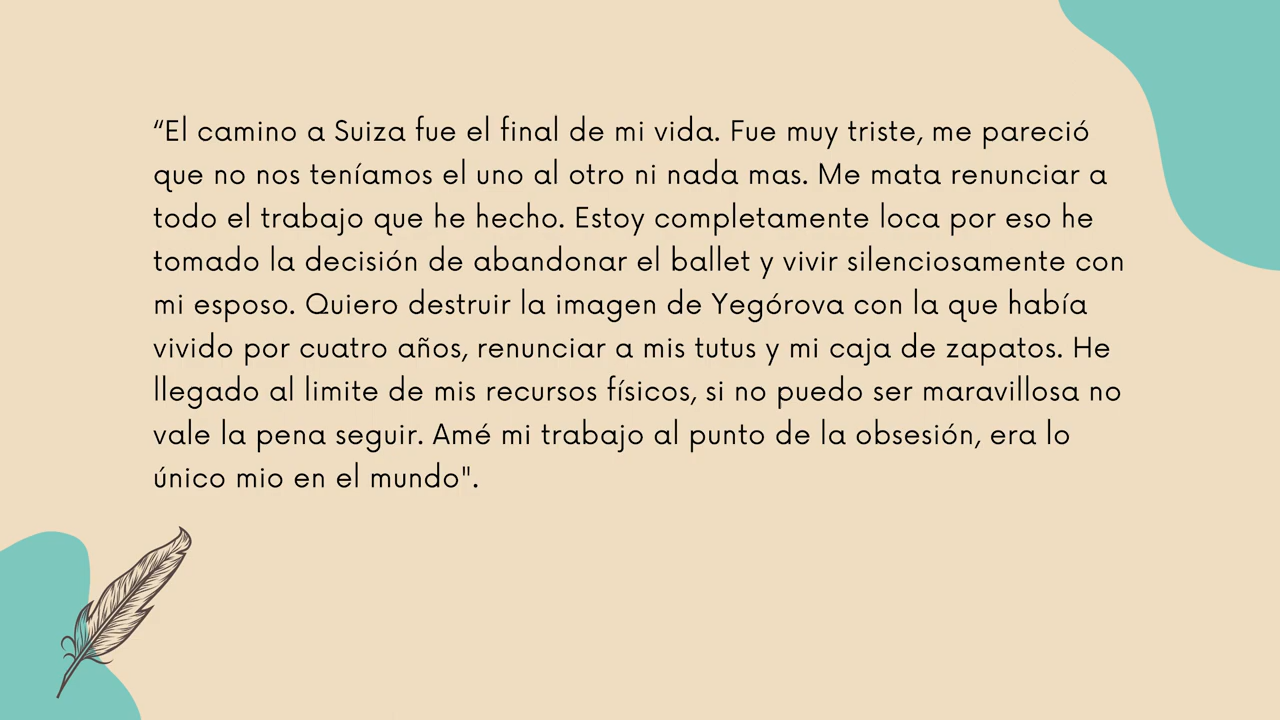 “El camino a Suiza fue el final de mi vida. Fue muy triste, me pareció
que no nos teníamos el uno al otro ni nada mas. Me mata renunciar a
todo el trabajo que he hecho. Estoy completamente loca por eso he
tomado la decisión de abandonar el ballet y vivir silenciosamente con
mi esposo. Quiero destruir la imagen de Yegórova con la que había
vivido por cuatro años, renunciar a mis tutus y mi caja de zapatos. He
llegado al limite de mis recursos físicos, si no puedo ser maravillosa no
vale la pena seguir. Amé mi trabajo al punto de la obsesión, era lo
único mio en el mundo".